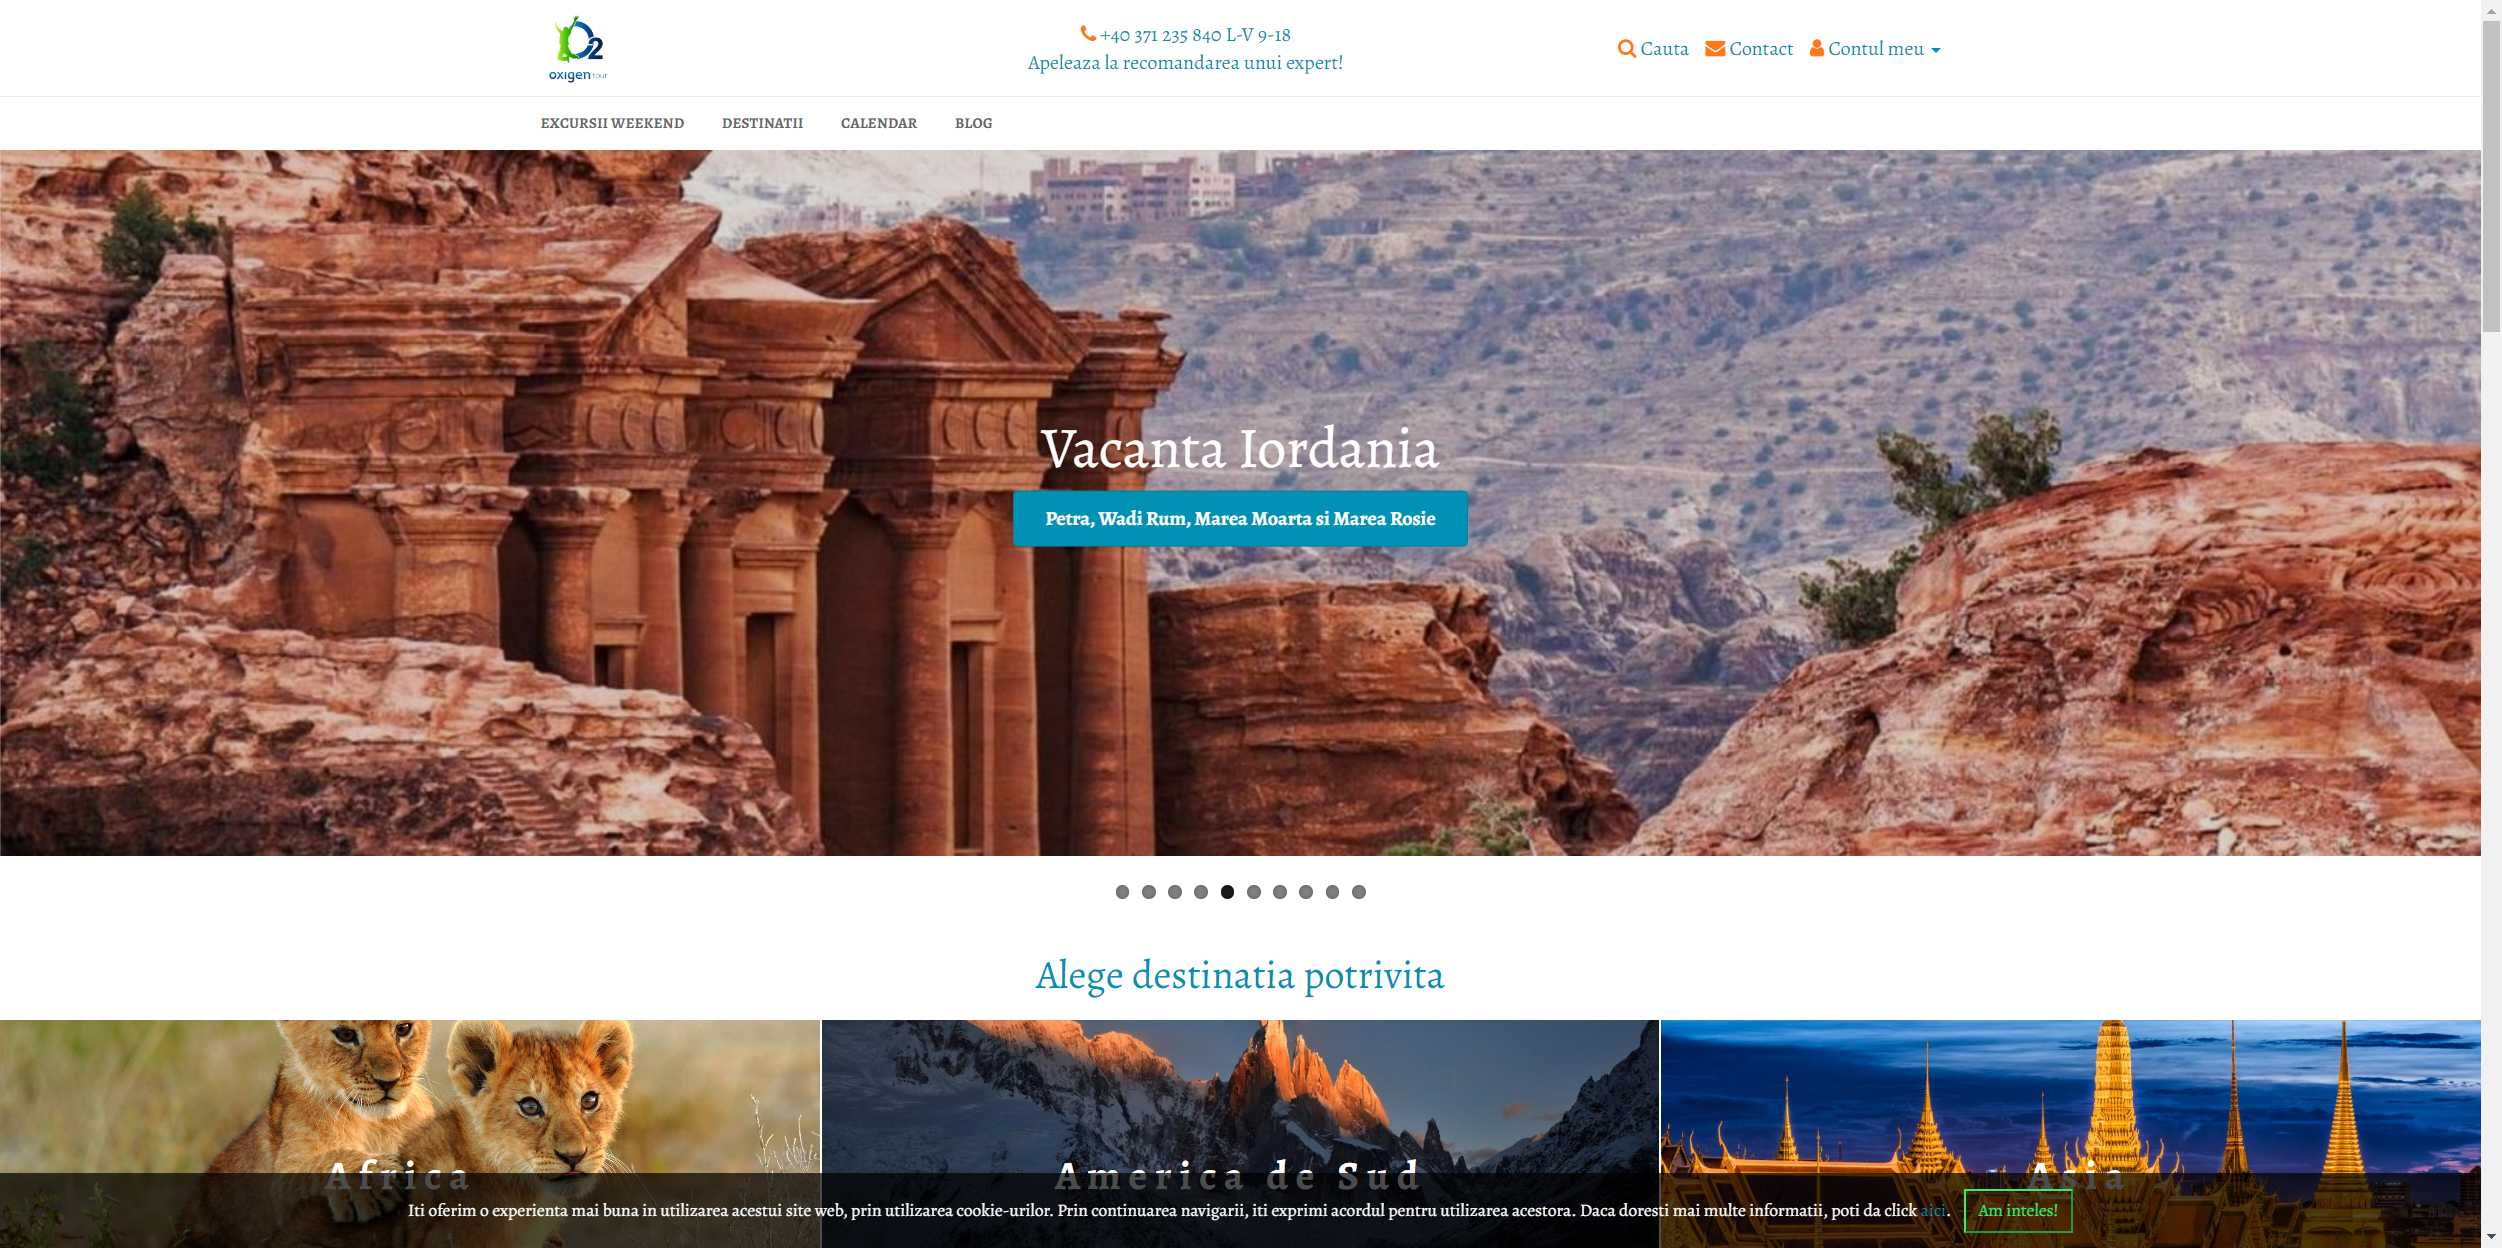 O2
oxigen tour
+40 371 235 840 L-V 9-18
Apeleaza la recomandarea unui expert!
Cauta Contact Contul meu
EXCURSII WEEKEND DESTINATII CALENDAR BLOG
Vacanta Iordania
Petra, Wadi Rum, Marea Moarta si Marea Rosie
Alege destinatia potrivita
Africa
America de Sud
Asia
Iti oferim o experienta mai buna in utilizarea acestui site web, prin utilizarea cookie-urilor. Prin continuarea navigarii, iti exprimi acordul pentru utilizarea acestora. Daca doresti mai multe informatii, poti da click aici. Am inteles!